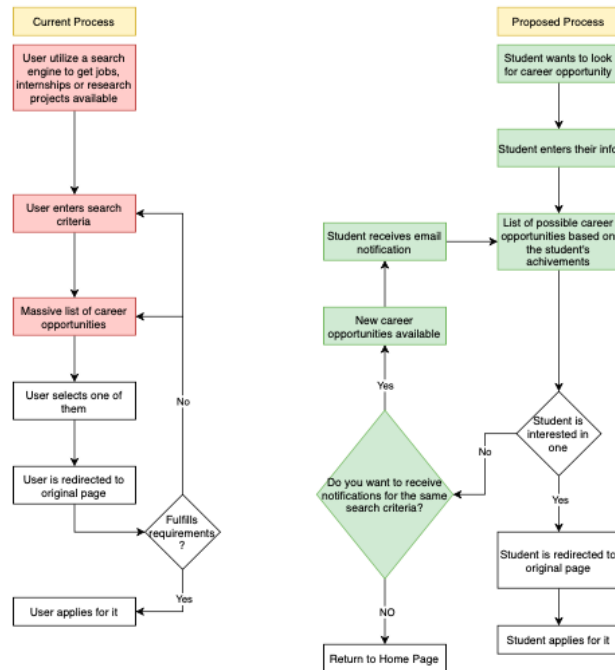 Current Process
User utilize a search
engine to get jobs,
internships or research
projects available
User enters search
criteria
Massive list of career
opportunities
User selects one of
them
User is redirected to
original page
Fulfills
requirements
?
No
Yes
User applies for it
Proposed Process
Student wants to look
for career opportunity
Student enters their info
List of possible career
opportunities based on
the student's
achivements
Student receives email
notification
New career
opportunities available
Yes
Do you want to receive
notifications for the same
search criteria?
No
Student is
interested in
one
Yes
Student is redirected to
original page
Student applies for it
NO
Return to Home Page